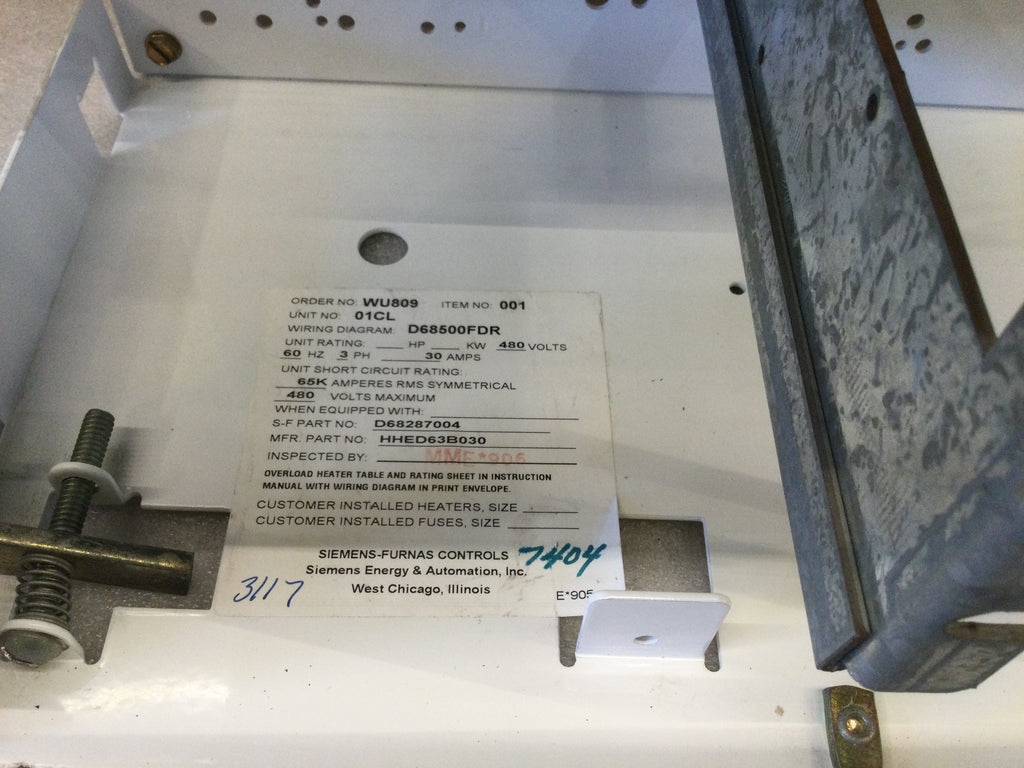 ORDER NO: WU809 ITEM NO: 001
UNIT NO: 01CL
WIRING DIAGRAM: D68500FDR
UNIT RATING: ___ HP ___ KW 480 VOLTS
60 HZ 3 PH 30 AMPS
UNIT SHORT CIRCUIT RATING:
65K AMPERES RMS SYMMETRICAL
480 VOLTS MAXIMUM
WHEN EQUIPPED WITH:
S-F PART NO: D68287004
MFR. PART NO: HHED63B030
INSPECTED BY: MME*906
OVERLOAD HEATER TABLE AND RATING SHEET IN INSTRUCTION
MANUAL WITH WIRING DIAGRAM IN PRINT ENVELOPE.
CUSTOMER INSTALLED HEATERS, SIZE
CUSTOMER INSTALLED FUSES, SIZE
SIEMENS-FURNAS CONTROLS 7404
Siemens Energy & Automation, Inc.
3117 West Chicago, Illinois E*905